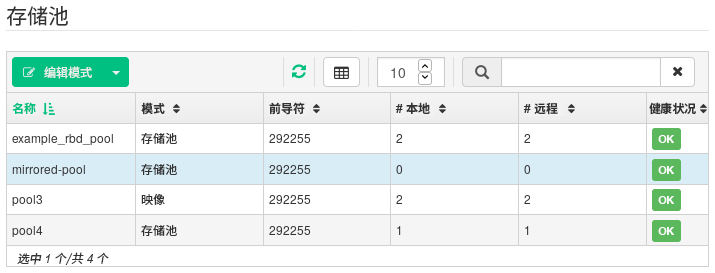 存储池
编辑模式
10
名称 模式 前导符 # 本地 # 远程 健康状况
example_rbd_pool 存储池 292255 2 2 OK
mirrored-pool 存储池 292255 0 0 OK
pool3 映像 292255 2 2 OK
pool4 存储池 292255 1 1 OK
选中 1 个/共 4 个